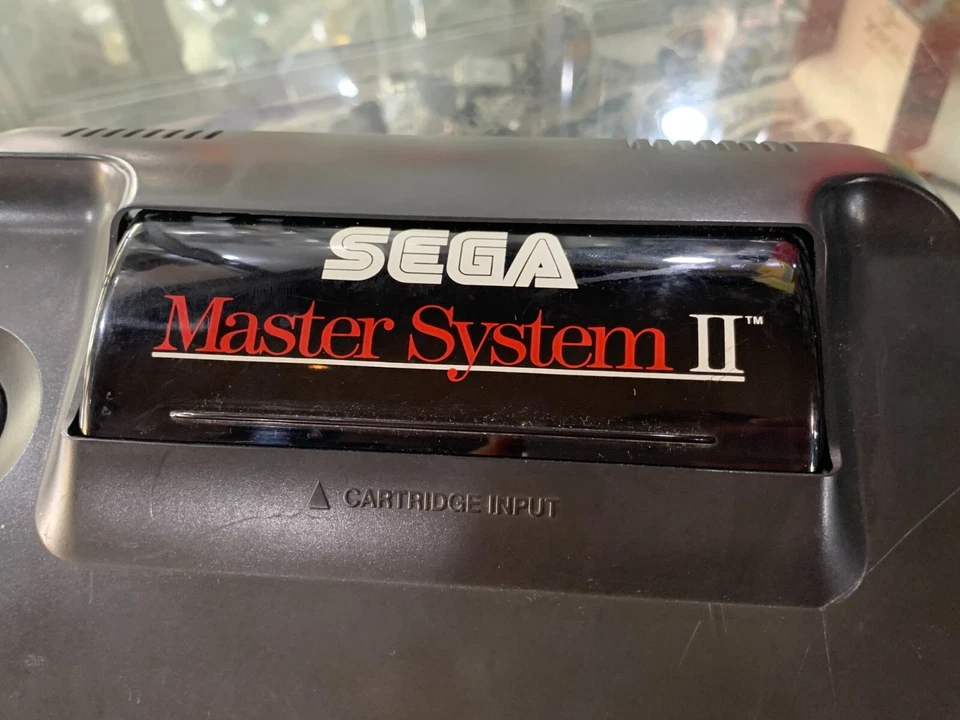 SEGA
Master System II™
▲ CARTRIDGE INPUT